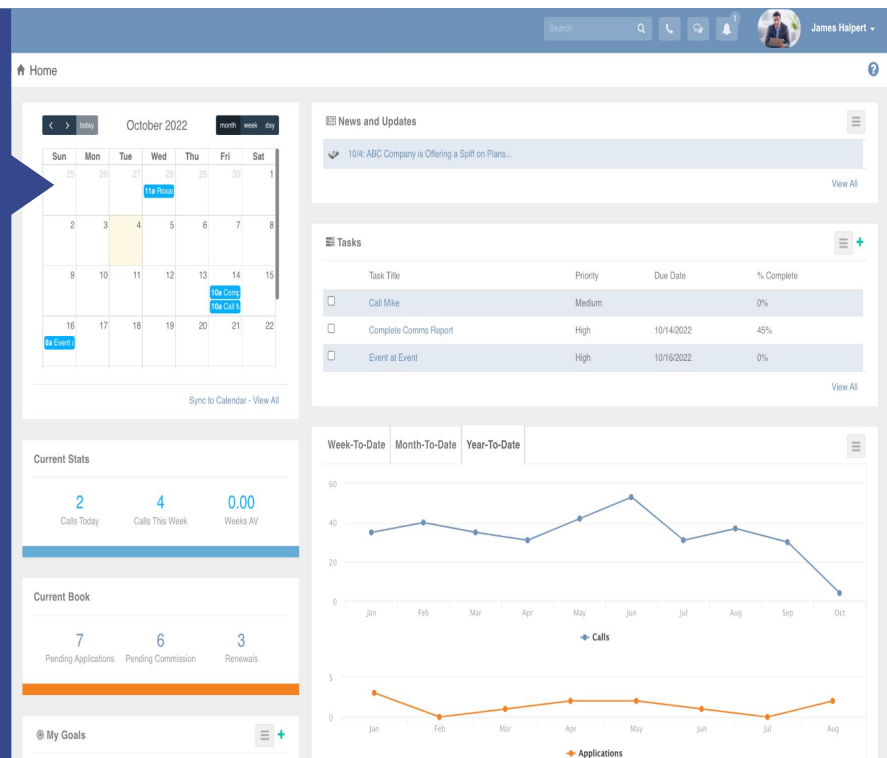 Search
1
James Halpert
Home
?
today
October 2022
month week day
Sun Mon Tue Wed Thu Fri Sat
25 26 27 28 29 30 1
11a
2 3 4 5 6 7 8
9 10 11 12 13 14 15
10a Comp
10a Call
16 17 18 19 20 21 22
Event
Sync to Calendar - View All
Current Stats
2 4 0.00
Calls Today Calls This Week Weeks AV
Current Book
7 6 3
Pending Applications Pending Commission Renewals
My Goals
+
News and Updates
10/4: ABC Company is Offering a Spiff on Plans...
View All
Tasks
+
Task Title Priority Due Date % Complete
Call Mike Medium 0%
Complete Comms Report High 10/14/2022 45%
Event at Event High 10/16/2022 0%
View All
Week-To-Date Month-To-Date Year-To-Date
60
40
20
0
Jan Feb Mar Apr May Jun Jul Aug Sep Oct
Calls
5
0
Jan Feb Mar Apr May Jun Jul Aug
Applications